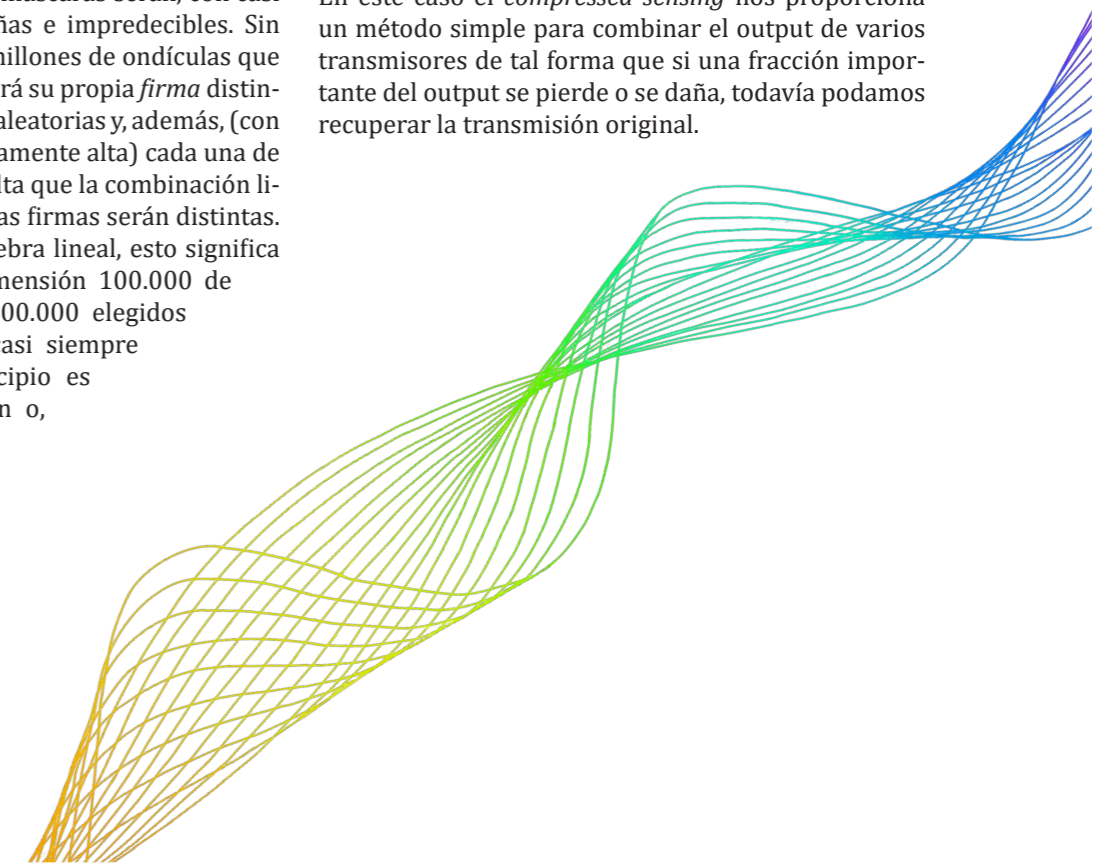 ñas e impredecibles. Sin
millones de ondículas que
rá su propia firma distin-
aleatorias y, además, (con
amente alta) cada una de
lta que la combinación li-
as firmas serán distintas.
ebra lineal, esto significa
mensión 100.000 de
00.000 elegidos
casi siempre
cipio es
n o,
un método simple para combinar el output de varios
transmisores de tal forma que si una fracción impor-
tante del output se pierde o se daña, todavía podamos
recuperar la transmisión original.